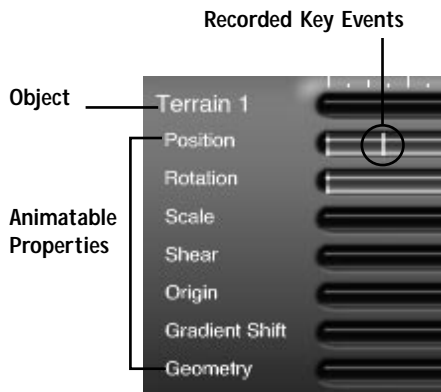 Recorded Key Events
Object
Terrain 1
Position
Rotation
Animatable
Properties
Scale
Shear
Origin
Gradient Shift
Geometry